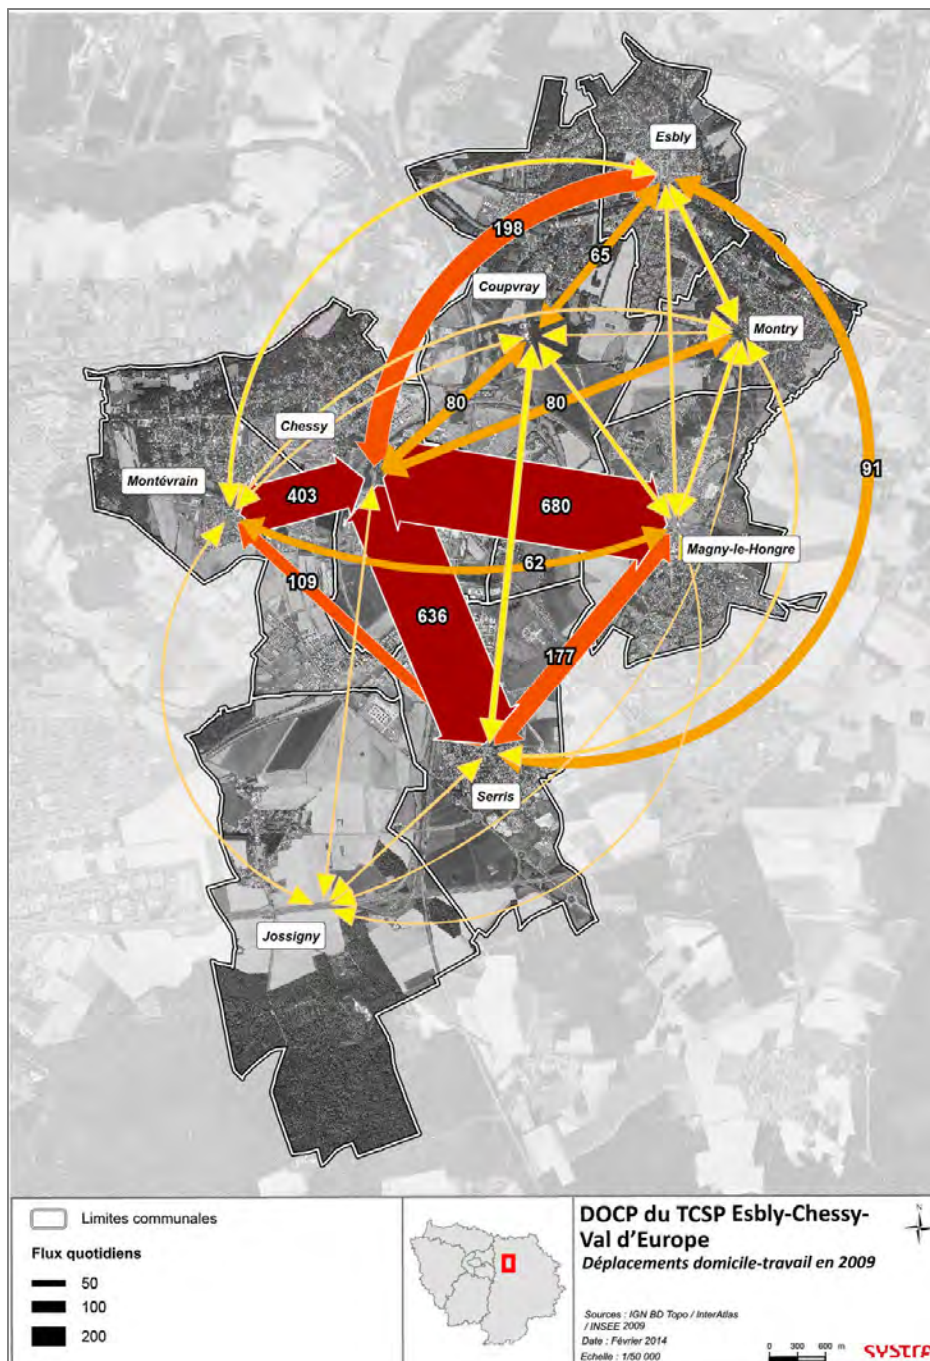 Esbly
198
65
Coupvray
Montry
80
80
Chessy
91
Montévrain
403
680
Magny-le-Hongre
62
109
636
177
Serris
Jossigny
Limites communales
Flux quotidiens
50
100
200
DOCP du TCSP Esbly-Chessy-
Val d'Europe
Déplacements domicile-travail en 2009
N
Sources : IGN BD Topo / InterAtlas
/ INSEE 2009
Date : Février 2014
Echelle : 1/50 000
0 300 600 m
SYSTRA